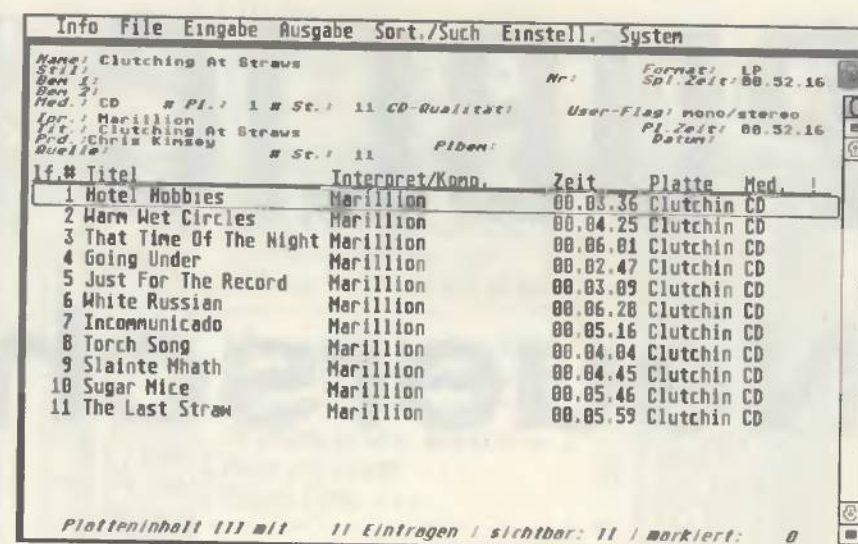 Info File Eingabe Ausgabe Sort./Such Einstell. System
Name: Clutching At Straws
Stil: Nr: Format: LP
Bem 1: Spl.Zeit: 00.52.16
Bem 2:
Med.: CD # Pl.: 1 # St.: 11 CD-Qualität: User-Flag: mono/stereo
Ipr.: Marillion Pl.Zeit: 00.52.16
Tit.: Clutching At Straws Datum:
Prd.:Chris Kimsey Plbem:
Quelle: # St.: 11
lf.# Titel Interpret/Komp. Zeit Platte Med. !
1 Hotel Hobbies Marillion 00.03.36 Clutchin CD
2 Warm Wet Circles Marillion 00.04.25 Clutchin CD
3 That Time Of The Night Marillion 00.06.01 Clutchin CD
4 Going Under Marillion 00.02.47 Clutchin CD
5 Just For The Record Marillion 00.03.09 Clutchin CD
6 White Russian Marillion 00.06.28 Clutchin CD
7 Incommunicado Marillion 00.05.16 Clutchin CD
8 Torch Song Marillion 00.04.04 Clutchin CD
9 Slainte Mhath Marillion 00.04.45 Clutchin CD
10 Sugar Mice Marillion 00.05.46 Clutchin CD
11 The Last Straw Marillion 00.05.59 Clutchin CD
Platteninhalt [1] mit 11 Einträgen / sichtbar: 11 / markiert: 0